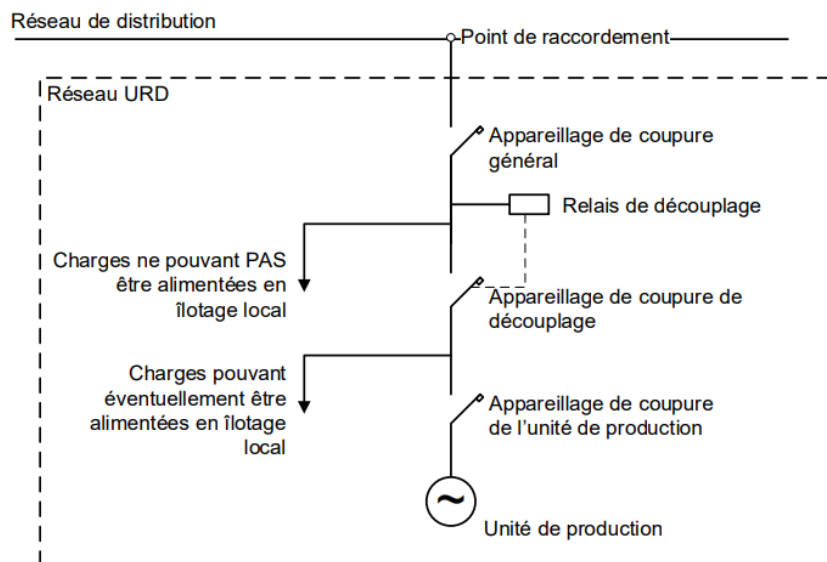 Réseau de distribution
Point de raccordement
Réseau URD
Appareillage de coupure
général
Relais de découplage
Charges ne pouvant PAS
être alimentées en
îlotage local
Appareillage de coupure de
découplage
Charges pouvant
éventuellement être
alimentées en îlotage
local
Appareillage de coupure
de l'unité de production
~
Unité de production